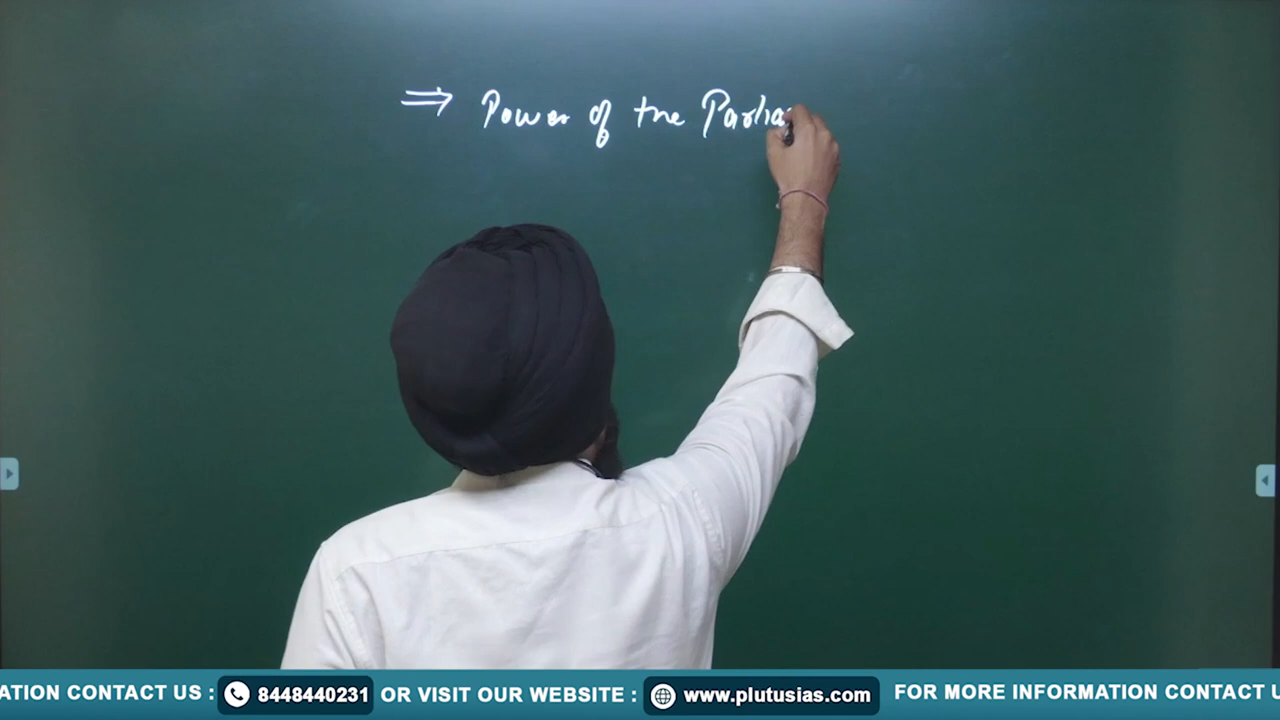 ⇒ Power of the Parlia
ATION CONTACT US : 8448440231 OR VISIT OUR WEBSITE : www.plutusias.com FOR MORE INFORMATION CONTACT U